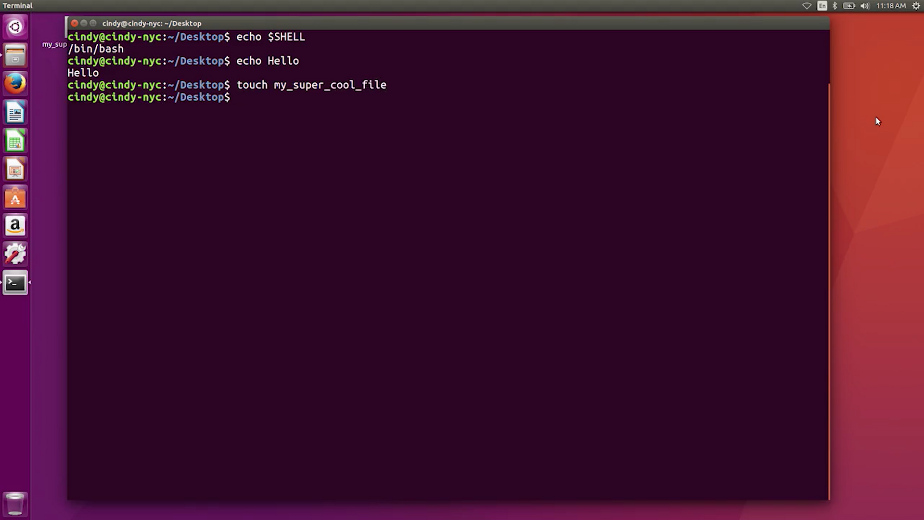 Terminal
En
11:18 AM
cindy@cindy-nyc: ~/Desktop
my_sup
cindy@cindy-nyc:~/Desktop$ echo $SHELL
/bin/bash
cindy@cindy-nyc:~/Desktop$ echo Hello
Hello
cindy@cindy-nyc:~/Desktop$ touch my_super_cool_file
cindy@cindy-nyc:~/Desktop$